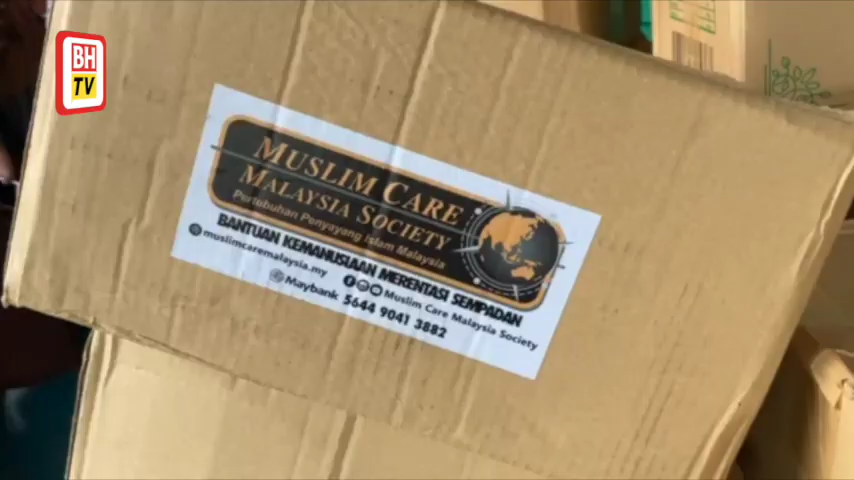 BH
TV
MUSLIM CARE
MALAYSIA SOCIETY
Pertubuhan Penyayang Islam Malaysia
BANTUAN KEMANUSIAAN MERENTASI SEMPADAN
muslimcaremalaysia.my
Muslim Care Malaysia Society
Maybank 5644 9041 3882